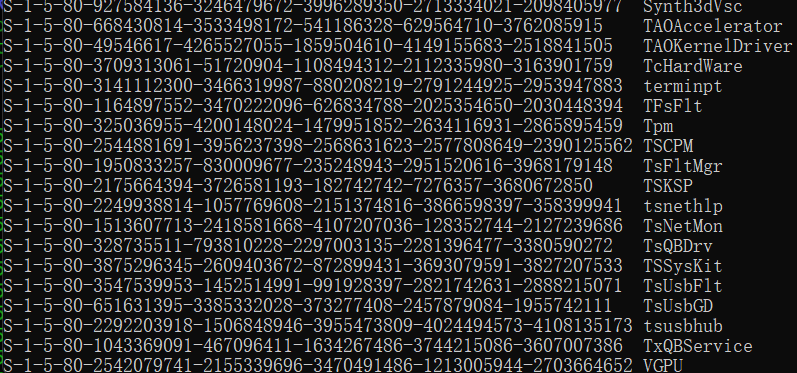 S-1-5-80-927584136-3246479672-3996289350-2713334021-2098405977 Synth3dVsc
S-1-5-80-668430814-3533498172-541186328-629564710-3762085915 TAOAccelerator
S-1-5-80-49546617-4265527055-1859504610-4149155683-2518841505 TAOKernelDriver
S-1-5-80-3709313061-51720904-1108494312-2112335980-3163901759 TcHardWare
S-1-5-80-3141112300-3466319987-880208219-2791244925-2953947883 terminpt
S-1-5-80-1164897552-3470222096-626834788-2025354650-2030448394 TFsFlt
S-1-5-80-325036955-4200148024-1479951852-2634116931-2865895459 Tpm
S-1-5-80-2544881691-3956237398-2568631623-2577808649-2390125562 TSCPM
S-1-5-80-1950833257-830009677-235248943-2951520616-3968179148 TsFltMgr
S-1-5-80-2175664394-3726581193-182742742-7276357-3680672850 TSKSP
S-1-5-80-2249938814-1057769608-2151374816-3866598397-358399941 tsnethlp
S-1-5-80-1513607713-2418581668-4107207036-128352744-2127239686 TsNetMon
S-1-5-80-328735511-793810228-2297003135-2281396477-3380590272 TsQBDrv
S-1-5-80-3875296345-2609403672-872899431-3693079591-3827207533 TSSysKit
S-1-5-80-3547539953-1452514991-991928397-2821742631-2888215071 TsUsbFlt
S-1-5-80-651631395-3385332028-373277408-2457879084-1955742111 TsUsbGD
S-1-5-80-2292203918-1506848946-3955473809-4024494573-4108135173 tsusbhub
S-1-5-80-1043369091-467096411-1634267486-3744215086-3607007386 TxQBService
S-1-5-80-2542079741-2155339696-3470491486-1213005944-2703664652 VGPU